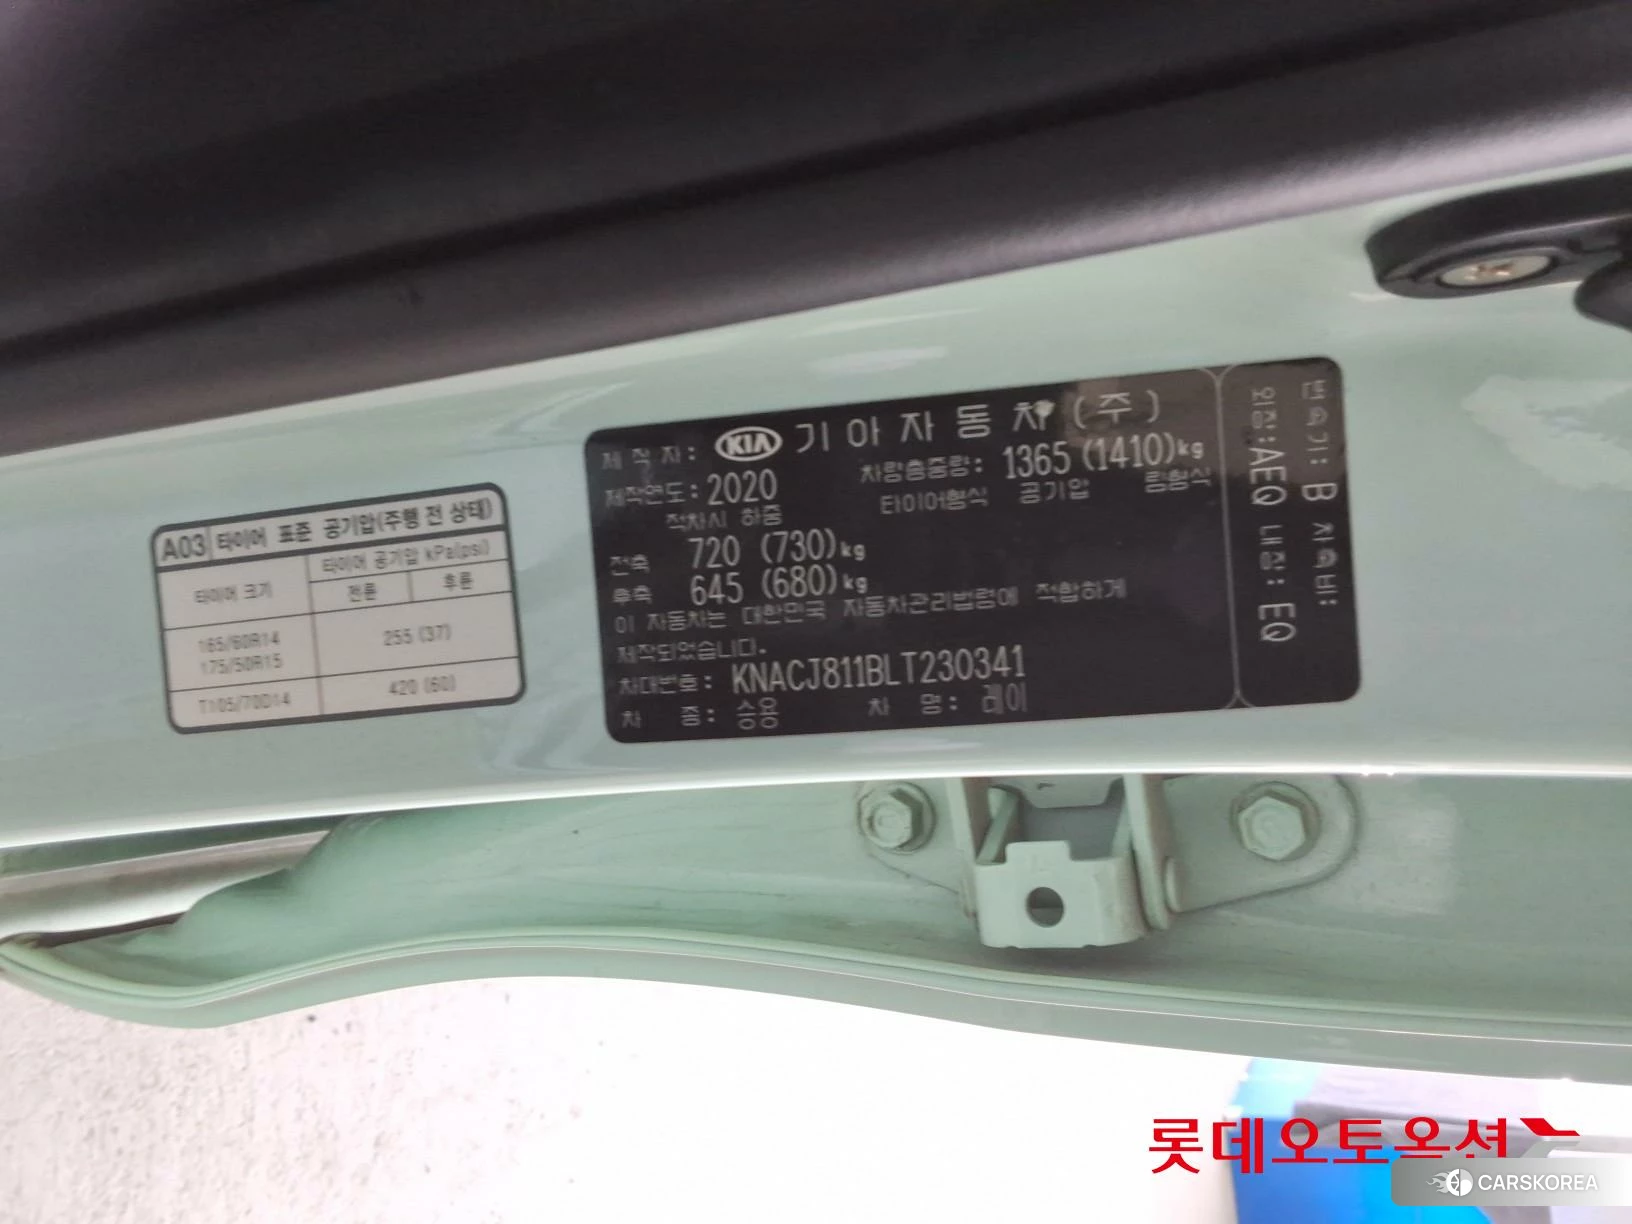 A03 타이어 표준 공기압(주행 전 상태)
타이어 크기
타이어 공기압 kPa(psi)
전륜 후륜
165/60R14
175/50R15
255 (37)
T105/70D14
420 (60)
제 작 자: KIA 기아자동차(주)
제작연도: 2020 차량총중량: 1365 (1410)kg
적차시 하중 타이어형식 공기압 림형식
전축 720 (730)kg
후축 645 (680)kg
이 자동차는 대한민국 자동차관리법령에 적합하게
제작되었습니다.
차대번호: KNACJ811BLT230341
차 종: 승용 차 명: 레이
변속기: B 차축비:
외장: AEQ 내장: EQ
롯데오토옥션
CARSKOREA